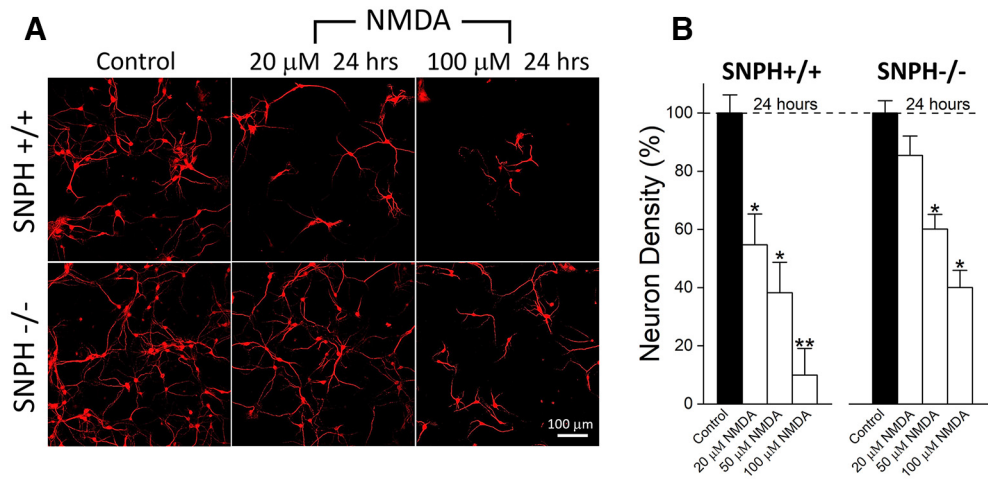 A
NMDA
Control
20 µM 24 hrs
100 µM 24 hrs
SNPH +/+
SNPH -/-
100 µm
B
SNPH+/+
SNPH-/-
24 hours
24 hours
Neuron Density (%)
100
80
60
40
20
0
*
*
**
*
*
Control
20 µM NMDA
50 µM NMDA
100 µM NMDA
Control
20 µM NMDA
50 µM NMDA
100 µM NMDA